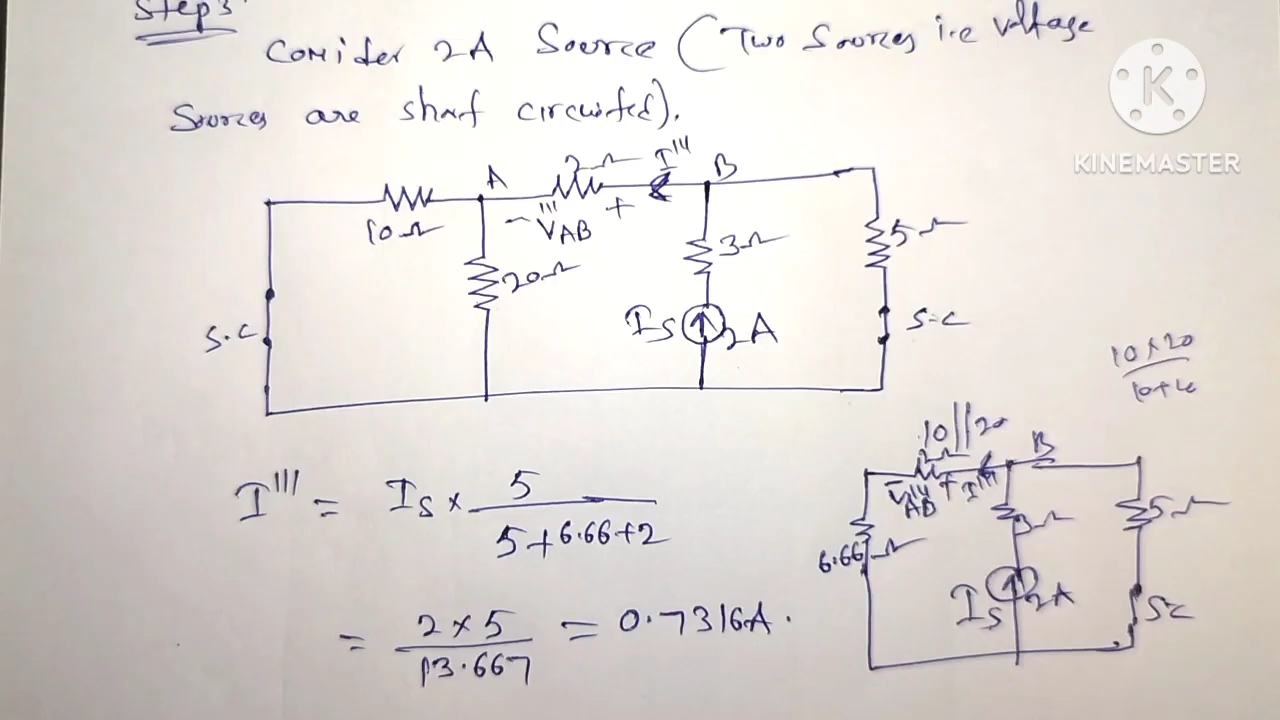 Step3
Consider 2A Source (Two Sources i.e voltage
Sources are short circuited).
K
KINEMASTER
10Ω
A
2Ω
I'''
B
- V'''AB +
20Ω
3Ω
5Ω
S.C
Is
2A
S.C
10×20
10||20
B
2Ω
- V'''AB + I'''
6.66Ω
3Ω
5Ω
Is
2A
SC
I''' = Is × 5
5+6.66+2
= 2×5 = 0.7316A.
13.667